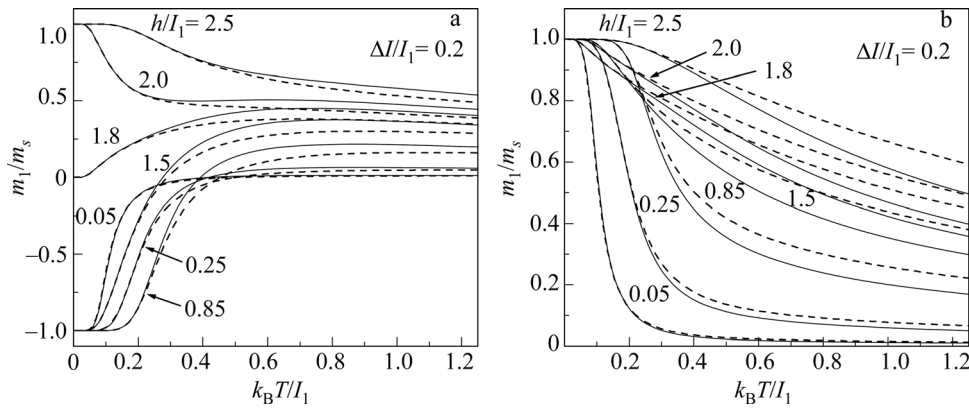 a
h/I₁ = 2.5
ΔI/I₁= 0.2
1.0
0.5
0
–0.5
–1.0
m₁/mₛ
2.0
1.8
1.5
0.05
0.25
0.85
0 0.2 0.4 0.6 0.8 1.0 1.2
k_BT/I₁
b
h/I₁= 2.5
ΔI/I₁= 0.2
1.0
0.8
0.6
0.4
0.2
0
m₁/mₛ
2.0
1.8
0.85
0.25
1.5
0.05
0.2 0.4 0.6 0.8 1.0 1.2
k_BT/I₁